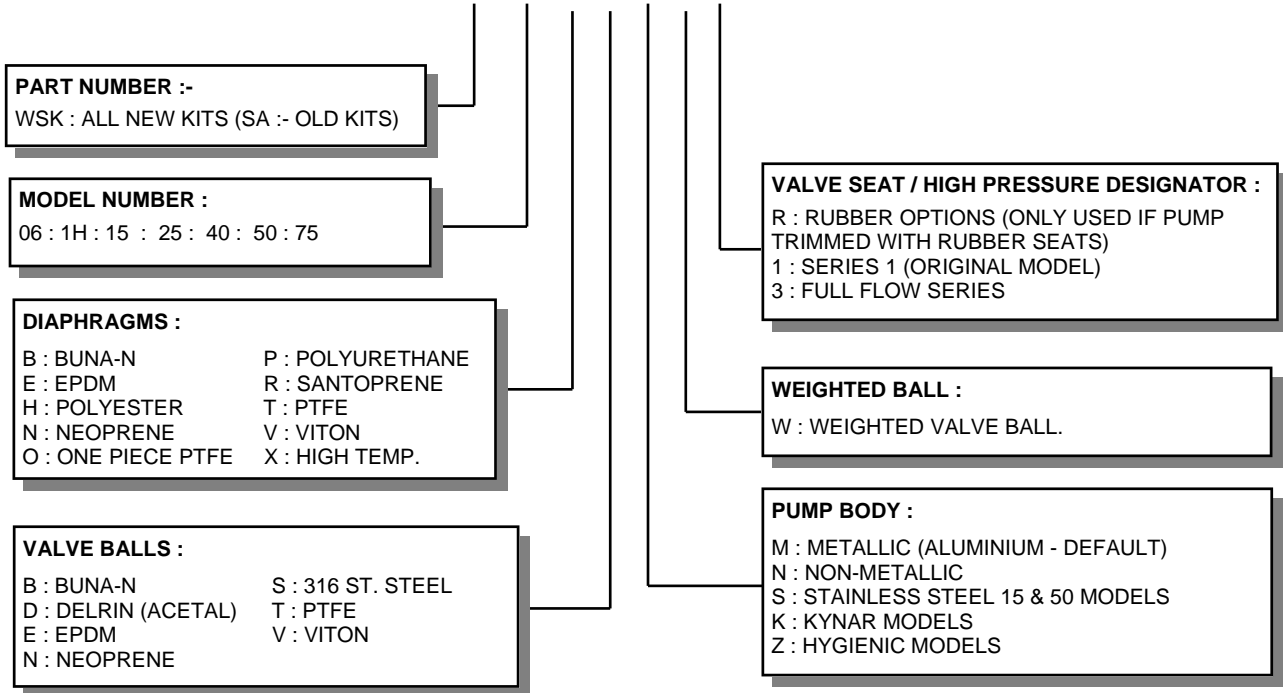 PART NUMBER :-
WSK : ALL NEW KITS (SA :- OLD KITS)
MODEL NUMBER :
06 : 1H : 15 : 25 : 40 : 50 : 75
DIAPHRAGMS :
B : BUNA-N P : POLYURETHANE
E : EPDM R : SANTOPRENE
H : POLYESTER T : PTFE
N : NEOPRENE V : VITON
O : ONE PIECE PTFE X : HIGH TEMP.
VALVE BALLS :
B : BUNA-N S : 316 ST. STEEL
D : DELRIN (ACETAL) T : PTFE
E : EPDM V : VITON
N : NEOPRENE
VALVE SEAT / HIGH PRESSURE DESIGNATOR :
R : RUBBER OPTIONS (ONLY USED IF PUMP
TRIMMED WITH RUBBER SEATS)
1 : SERIES 1 (ORIGINAL MODEL)
3 : FULL FLOW SERIES
WEIGHTED BALL :
W : WEIGHTED VALVE BALL.
PUMP BODY :
M : METALLIC (ALUMINIUM - DEFAULT)
N : NON-METALLIC
S : STAINLESS STEEL 15 & 50 MODELS
K : KYNAR MODELS
Z : HYGIENIC MODELS